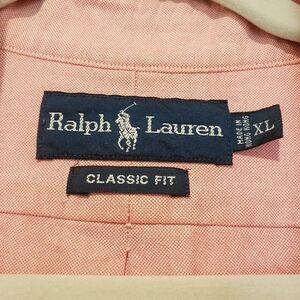 Ralph Lauren
MADE IN
HONG KONG
XL
CLASSIC FIT